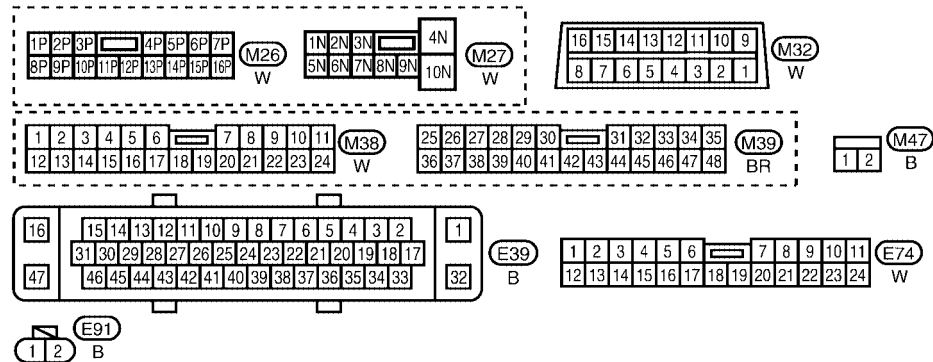 1P 2P 3P 4P 5P 6P 7P
8P 9P 10P 11P 12P 13P 14P 15P 16P
M26
W
1N 2N 3N 4N
5N 6N 7N 8N 9N 10N
M27
W
16 15 14 13 12 11 10 9
8 7 6 5 4 3 2 1
M32
W
1 2 3 4 5 6 7 8 9 10 11
12 13 14 15 16 17 18 19 20 21 22 23 24
M38
W
25 26 27 28 29 30 31 32 33 34 35
36 37 38 39 40 41 42 43 44 45 46 47 48
M39
BR
1 2
M47
B
16 15 14 13 12 11 10 9 8 7 6 5 4 3 2 1
31 30 29 28 27 26 25 24 23 22 21 20 19 18 17
47 46 45 44 43 42 41 40 39 38 37 36 35 34 33 32
E39
B
1 2 3 4 5 6 7 8 9 10 11
12 13 14 15 16 17 18 19 20 21 22 23 24
E74
W
1 2
E91
B